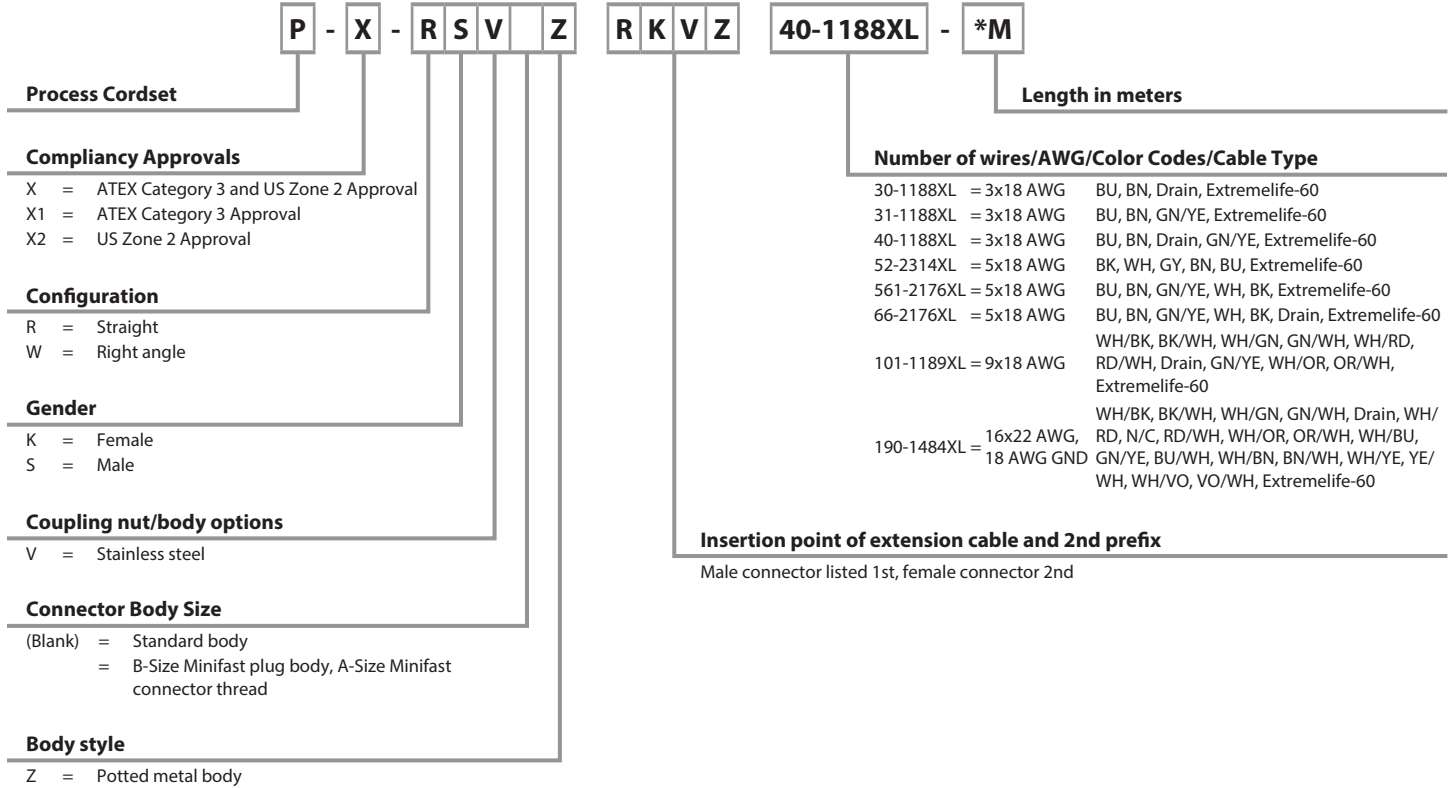 P - X - R S V Z R K V Z 40-1188XL - *M
Process Cordset
Compliancy Approvals
X = ATEX Category 3 and US Zone 2 Approval
X1 = ATEX Category 3 Approval
X2 = US Zone 2 Approval
Configuration
R = Straight
W = Right angle
Gender
K = Female
S = Male
Coupling nut/body options
V = Stainless steel
Connector Body Size
(Blank) = Standard body
= B-Size Minifast plug body, A-Size Minifast
connector thread
Body style
Z = Potted metal body
Length in meters
Number of wires/AWG/Color Codes/Cable Type
30-1188XL = 3x18 AWG BU, BN, Drain, Extremelife-60
31-1188XL = 3x18 AWG BU, BN, GN/YE, Extremelife-60
40-1188XL = 3x18 AWG BU, BN, Drain, GN/YE, Extremelife-60
52-2314XL = 5x18 AWG BK, WH, GY, BN, BU, Extremelife-60
561-2176XL = 5x18 AWG BU, BN, GN/YE, WH, BK, Extremelife-60
66-2176XL = 5x18 AWG BU, BN, GN/YE, WH, BK, Drain, Extremelife-60
WH/BK, BK/WH, WH/GN, GN/WH, WH/RD,
101-1189XL = 9x18 AWG RD/WH, Drain, GN/YE, WH/OR, OR/WH,
Extremelife-60
WH/BK, BK/WH, WH/GN, GN/WH, Drain, WH/
190-1484XL = 16x22 AWG, RD, N/C, RD/WH, WH/OR, OR/WH, WH/BU,
18 AWG GND GN/YE, BU/WH, WH/BN, BN/WH, WH/YE, YE/
WH, WH/VO, VO/WH, Extremelife-60
Insertion point of extension cable and 2nd prefix
Male connector listed 1st, female connector 2nd